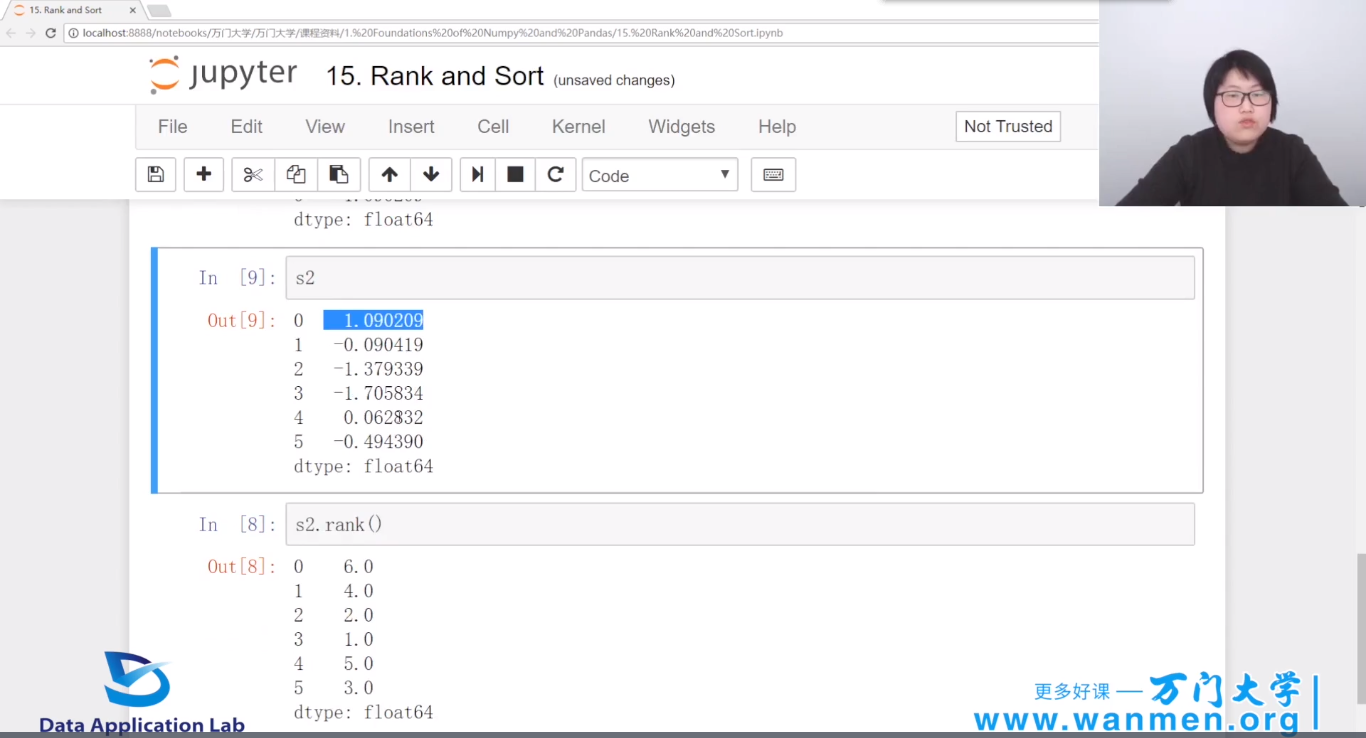 15. Rank and Sort
localhost:8888/notebooks/万门大学/万门大学/课程资料/1.%20Foundations%20of%20Numpy%20and%20Pandas/15.%20Rank%20and%20Sort.ipynb
jupyter 15. Rank and Sort (unsaved changes)
File Edit View Insert Cell Kernel Widgets Help Not Trusted
Code
dtype: float64
In [9]: s2
Out[9]: 0 1.090209
1 -0.090419
2 -1.379339
3 -1.705834
4 0.062832
5 -0.494390
dtype: float64
In [8]: s2.rank()
Out[8]: 0 6.0
1 4.0
2 2.0
3 1.0
4 5.0
5 3.0
dtype: float64
Data Application Lab
更多好课 — 万门大学
www.wanmen.org